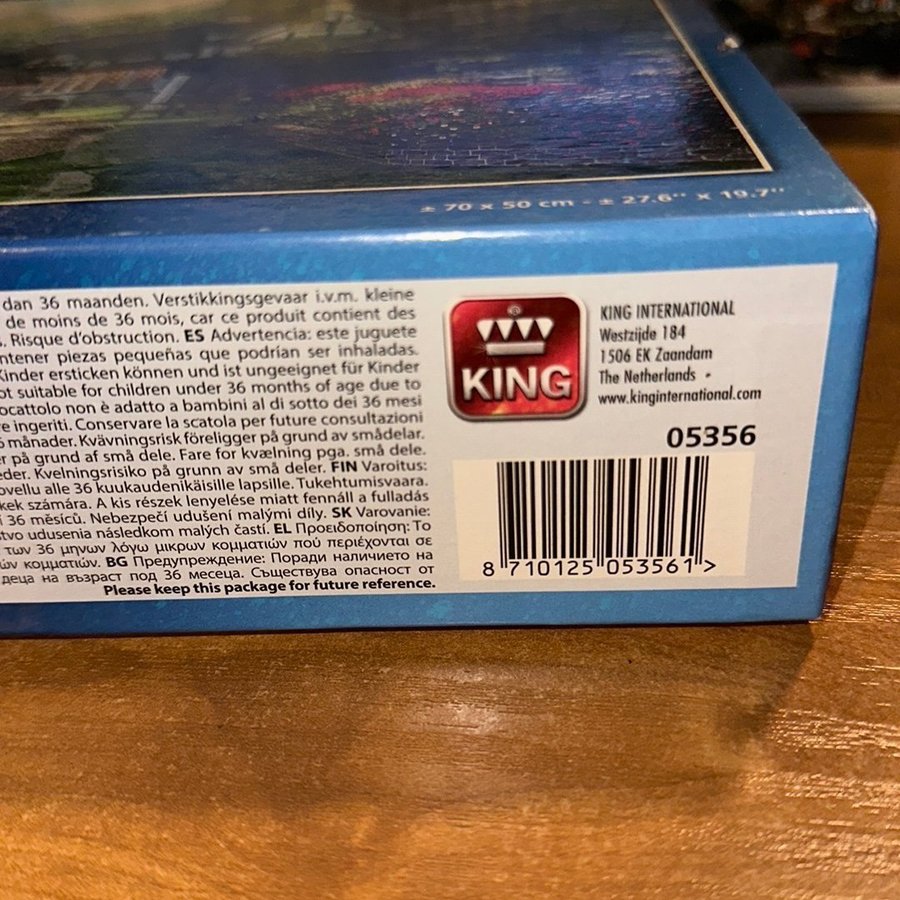 ± 70 x 50 cm - ± 27.6'' x 19.7''
dan 36 maanden. Verstikkingsgevaar i.v.m. kleine
de moins de 36 mois, car ce produit contient des
. Risque d'obstruction. ES Advertencia: este juguete
ntener piezas pequeñas que podrían ser inhaladas.
Kinder ersticken können und ist ungeeignet für Kinder
ot suitable for children under 36 months of age due to
ocattolo non è adatto a bambini al di sotto dei 36 mesi
e ingeriti. Conservare la scatola per future consultazioni
6 månader. Kvävningsrisk föreligger på grund av smådelar.
er på grund af små dele. Fare for kvælning pga. små dele.
eder. Kvelningsrisiko på grunn av små deler. FIN Varoitus:
ovellu alle 36 kuukaudenikäisille lapsille. Tukehtumisvaara.
kek számára. A kis részek lenyelése miatt fennáll a fulladás
í 36 měsíců. Nebezpečí udušení malými díly. SK Varovanie:
stvo udusenia následkom malých častí. EL Προειδοποίηση: Το
των 36 μηνων λόγω μικρων κομματιών πού περιέχονται σε
ών κομματιών. BG Предупреждение: Поради наличието на
деца на възраст под 36 месеца. Съществува опасност от
Please keep this package for future reference.
KING
KING INTERNATIONAL
Westzijde 184
1506 EK Zaandam
The Netherlands
www.kinginternational.com
05356
8 710125 053561 >